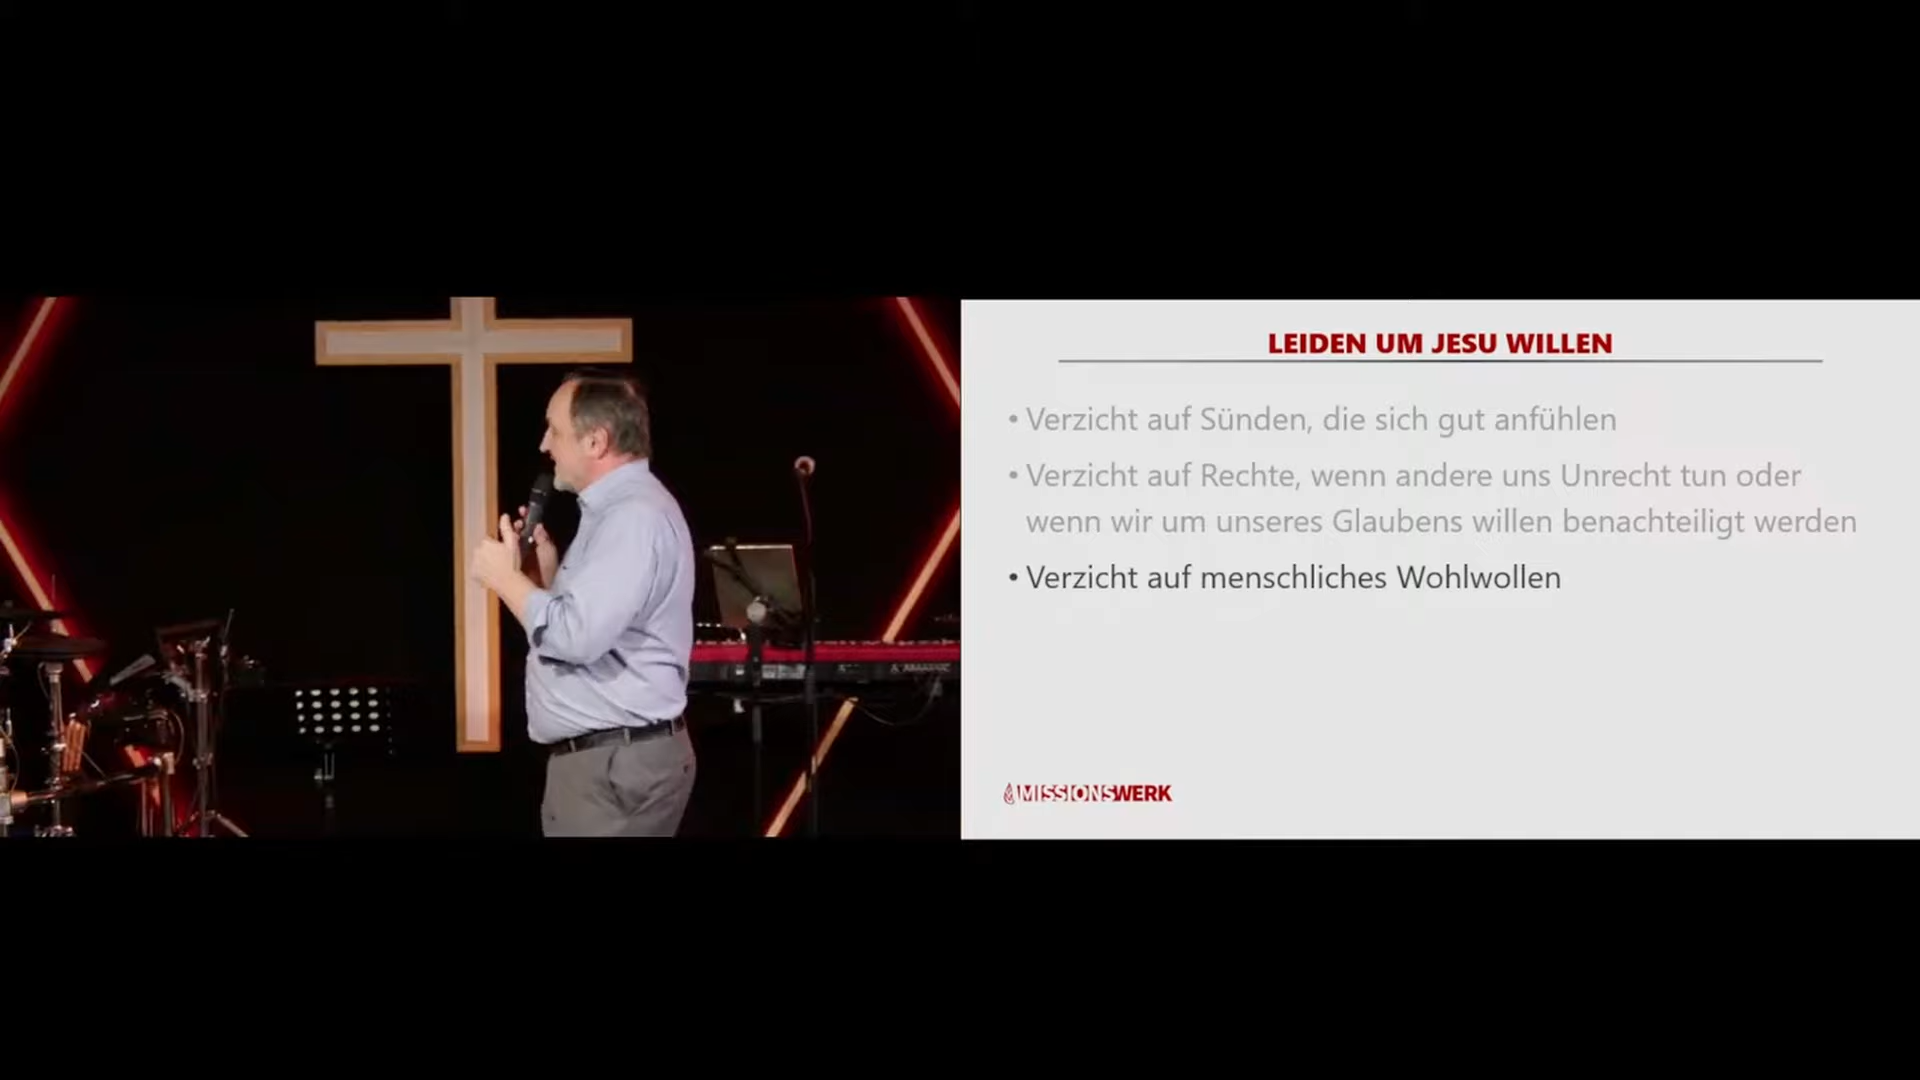 LEIDEN UM JESU WILLEN
• Verzicht auf Sünden, die sich gut anfühlen
• Verzicht auf Rechte, wenn andere uns Unrecht tun oder
wenn wir um unseres Glaubens willen benachteiligt werden
• Verzicht auf menschliches Wohlwollen
MISSIONSWERK